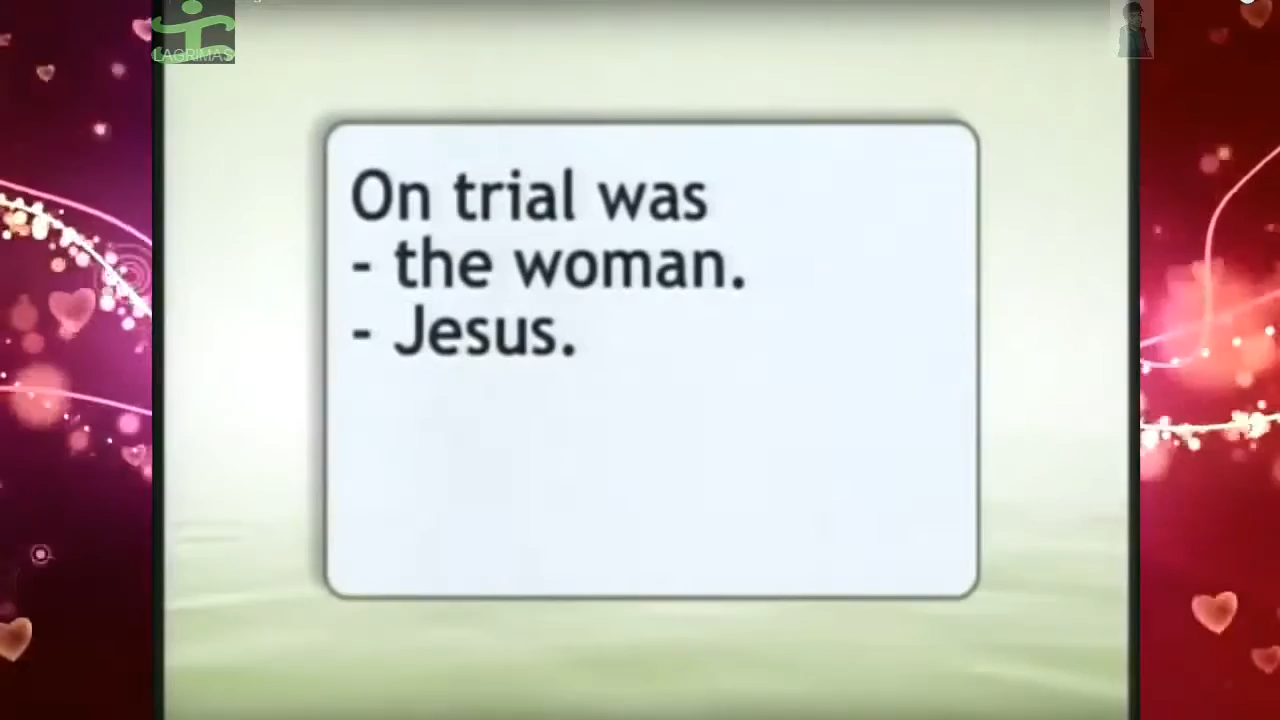 LAGRIMAS
On trial was
- the woman.
- Jesus.